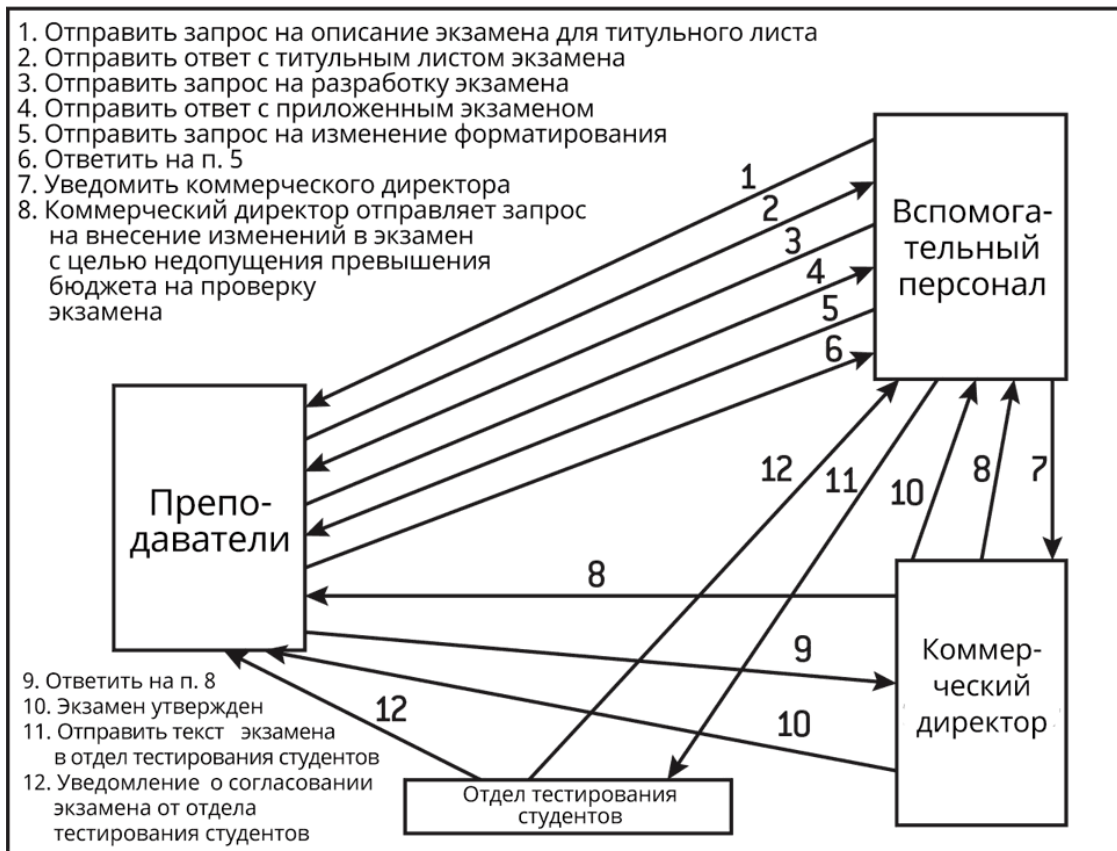 1. Отправить запрос на описание экзамена для титульного листа
2. Отправить ответ с титульным листом экзамена
3. Отправить запрос на разработку экзамена
4. Отправить ответ с приложенным экзаменом
5. Отправить запрос на изменение форматирования
6. Ответить на п. 5
7. Уведомить коммерческого директора
8. Коммерческий директор отправляет запрос
на внесение изменений в экзамен
с целью недопущения превышения
бюджета на проверку
экзамена
1
2
3
4
5
6
Вспомога-
тельный
персонал
Препо-
даватели
12
11
10
8
7
8
9
10
12
Коммер-
ческий
директор
9. Ответить на п. 8
10. Экзамен утвержден
11. Отправить текст экзамена
в отдел тестирования студентов
12. Уведомление о согласовании
экзамена от отдела
тестирования студентов
Отдел тестирования
студентов